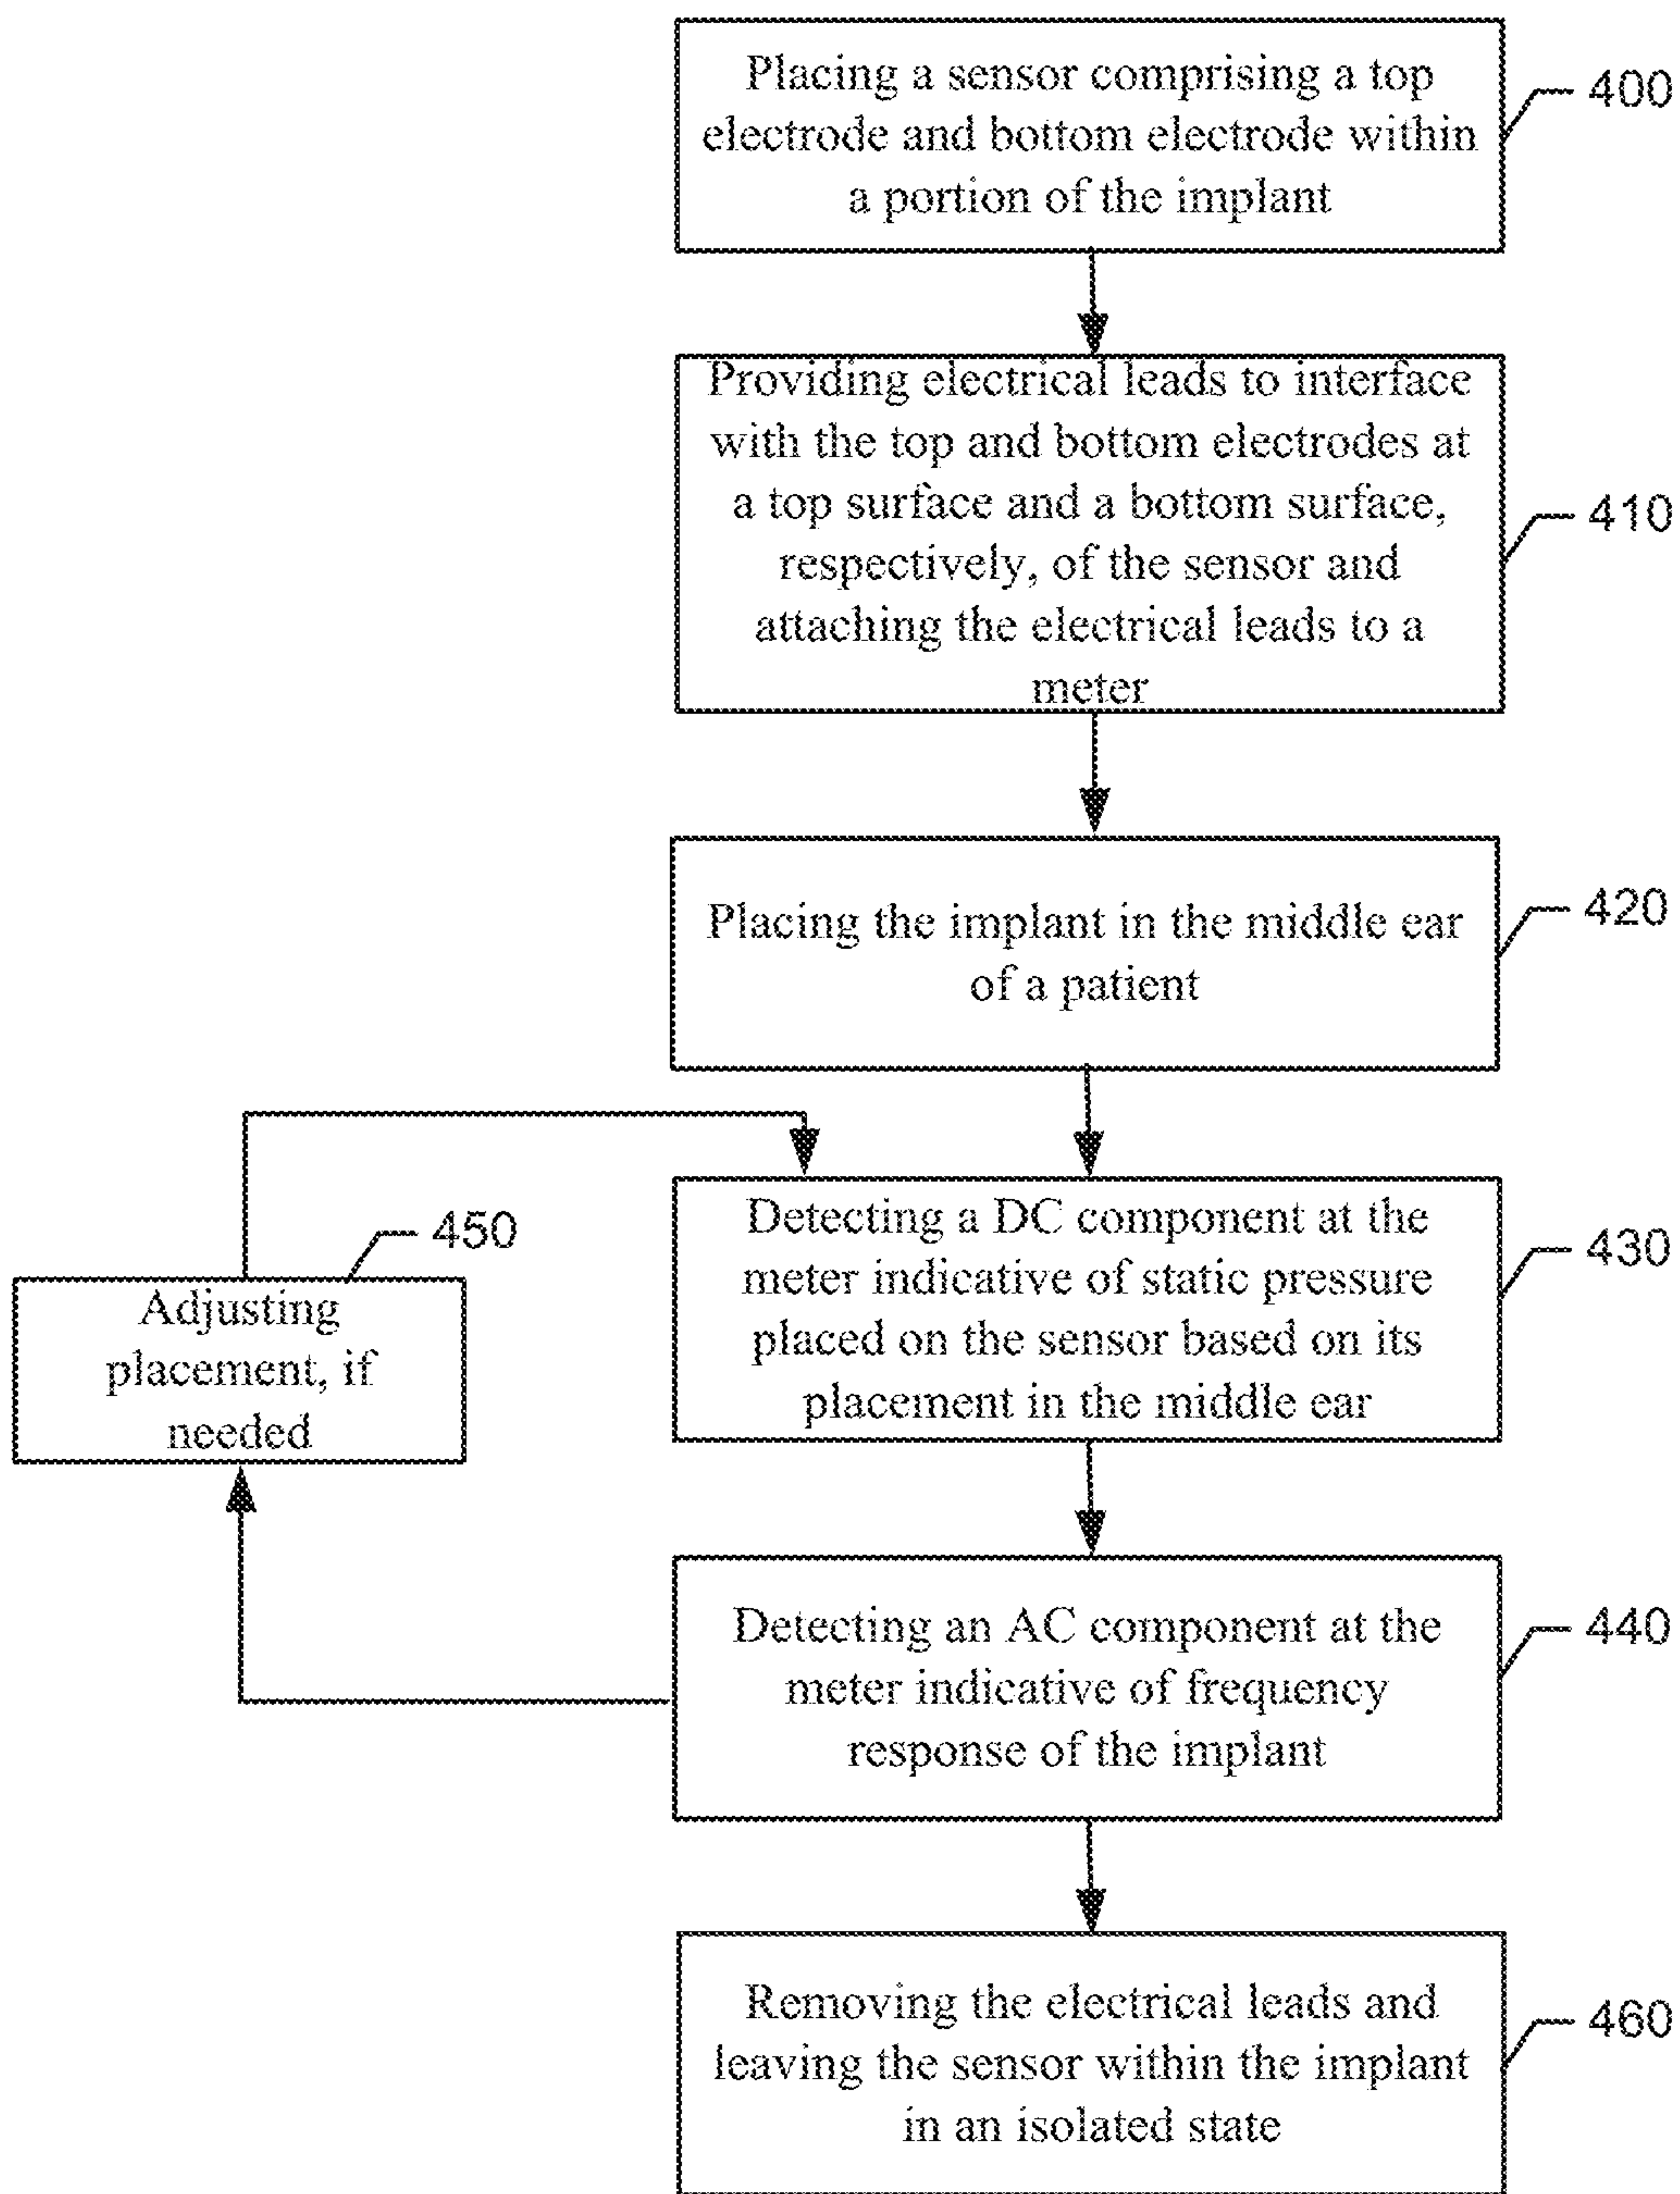 Placing a sensor comprising a top
electrode and bottom electrode within
a portion of the implant
400
Providing electrical leads to interface
with the top and bottom electrodes at
a top surface and a bottom surface,
respectively, of the sensor and
attaching the electrical leads to a
meter
410
Placing the implant in the middle ear
of a patient
420
Detecting a DC component at the
meter indicative of static pressure
placed on the sensor based on its
placement in the middle ear
430
450
Adjusting
placement, if
needed
Detecting an AC component at the
meter indicative of frequency
response of the implant
440
Removing the electrical leads and
leaving the sensor within the implant
in an isolated state
460